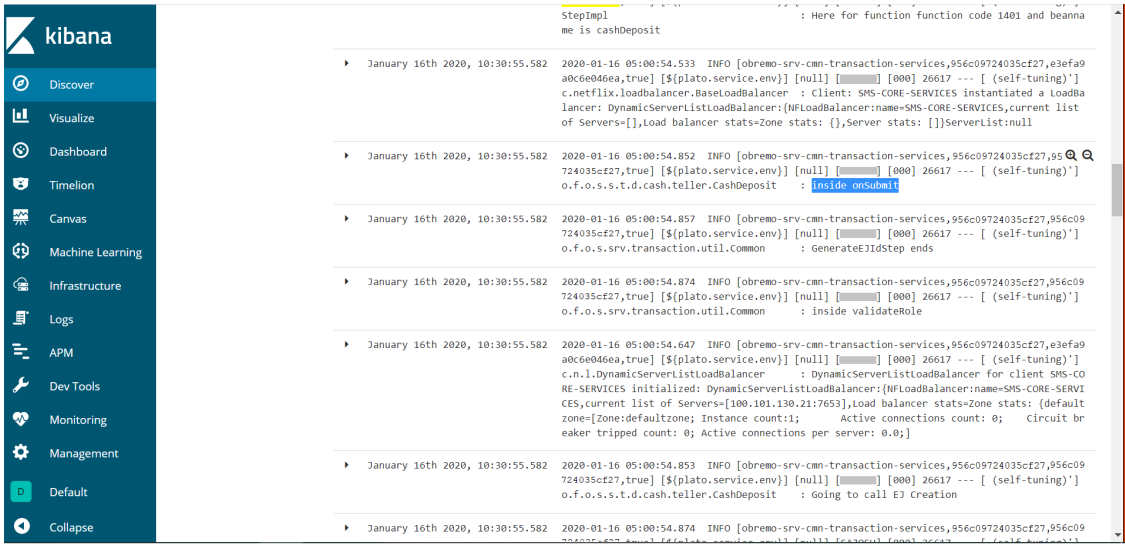 kibana
Discover
Visualize
Dashboard
Timelion
Canvas
Machine Learning
Infrastructure
Logs
APM
Dev Tools
Monitoring
Management
D
Default
Collapse
StepImpl : Here for function function code 1401 and beanna
me is cashDeposit
January 16th 2020, 10:30:55.582
2020-01-16 05:00:54.533 INFO [obremo-srv-cmn-transaction-services,956c09724035cf27,e3efa9
a0c6e046ea,true] [${plato.service.env}] [null] [ ] [000] 26617 --- [ (self-tuning)']
c.netflix.loadbalancer.BaseLoadBalancer : Client: SMS-CORE-SERVICES instantiated a LoadBa
lancer: DynamicServerListLoadBalancer:{NFLoadBalancer:name=SMS-CORE-SERVICES,current list
of Servers=[],Load balancer stats=Zone stats: {},Server stats: []}ServerList:null
January 16th 2020, 10:30:55.582
2020-01-16 05:00:54.852 INFO [obremo-srv-cmn-transaction-services,956c09724035cf27,95
724035cf27,true] [${plato.service.env}] [null] [ ] [000] 26617 --- [ (self-tuning)']
o.f.o.s.s.t.d.cash.teller.CashDeposit : inside onSubmit
January 16th 2020, 10:30:55.582
2020-01-16 05:00:54.857 INFO [obremo-srv-cmn-transaction-services,956c09724035cf27,956c09
724035cf27,true] [${plato.service.env}] [null] [ ] [000] 26617 --- [ (self-tuning)']
o.f.o.s.srv.transaction.util.Common : GenerateEJIdStep ends
January 16th 2020, 10:30:55.582
2020-01-16 05:00:54.874 INFO [obremo-srv-cmn-transaction-services,956c09724035cf27,956c09
724035cf27,true] [${plato.service.env}] [null] [ ] [000] 26617 --- [ (self-tuning)']
o.f.o.s.srv.transaction.util.Common : inside validateRole
January 16th 2020, 10:30:55.582
2020-01-16 05:00:54.647 INFO [obremo-srv-cmn-transaction-services,956c09724035cf27,e3efa9
a0c6e046ea,true] [${plato.service.env}] [null] [ ] [000] 26617 --- [ (self-tuning)']
c.n.l.DynamicServerListLoadBalancer : DynamicServerListLoadBalancer for client SMS-CO
RE-SERVICES initialized: DynamicServerListLoadBalancer:{NFLoadBalancer:name=SMS-CORE-SERVI
CES,current list of Servers=[100.101.130.21:7653],Load balancer stats=Zone stats: {default
zone=[Zone:defaultzone; Instance count:1; Active connections count: 0; Circuit br
eaker tripped count: 0; Active connections per server: 0.0;]
January 16th 2020, 10:30:55.582
2020-01-16 05:00:54.853 INFO [obremo-srv-cmn-transaction-services,956c09724035cf27,956c09
724035cf27,true] [${plato.service.env}] [null] [ ] [000] 26617 --- [ (self-tuning)']
o.f.o.s.s.t.d.cash.teller.CashDeposit : Going to call EJ Creation
January 16th 2020, 10:30:55.582
2020-01-16 05:00:54.874 INFO [obremo-srv-cmn-transaction-services,956c09724035cf27,956c09